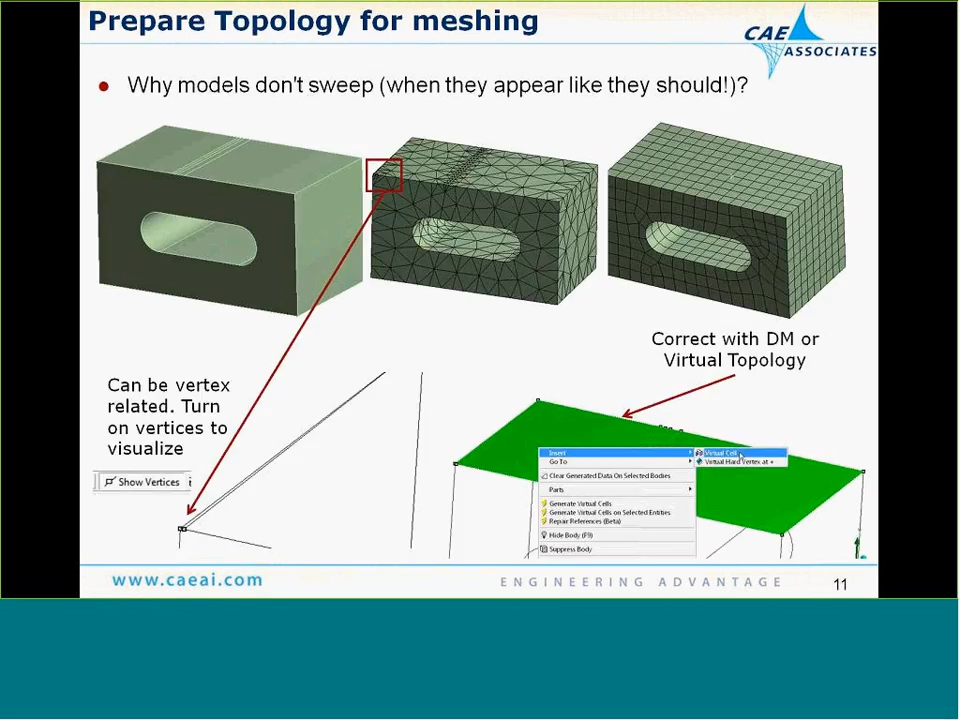 Prepare Topology for meshing
CAE
ASSOCIATES
Why models don't sweep (when they appear like they should!)?
Correct with DM or
Virtual Topology
Can be vertex
related. Turn
on vertices to
visualize
Show Vertices
Insert
Virtual Cell
Go To
Virtual Hard Vertex at +
Clear Generated Data On Selected Bodies
Parts
Generate Virtual Cells
Generate Virtual Cells on Selected Entities
Repair References (Beta)
Hide Body (F9)
Suppress Body
www.caeai.com
ENGINEERING ADVANTAGE
11